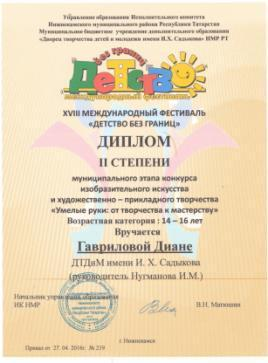 Управление образования Исполнительного комитета
Нижнекамского муниципального района Республики Татарстан
Муниципальное бюджетное учреждение дополнительного образования
«Дворец творчества детей и молодежи имени И.Х. Садыкова» НМР РТ
без границ
Детство
международный фестиваль
XVIII МЕЖДУНАРОДНЫЙ ФЕСТИВАЛЬ
«ДЕТСТВО БЕЗ ГРАНИЦ»
ДИПЛОМ
II СТЕПЕНИ
муниципального этапа конкурса
изобразительного искусства
и художественно – прикладного творчества
«Умелые руки: от творчества к мастерству»
Возрастная категория : 14 – 16 лет
Вручается
Гавриловой Диане
ДТДиМ имени И. Х. Садыкова
(руководитель Нугманова И.М.)
Начальник управления образования
ИК НМР
В.Н. Матюшин
г. Нижнекамск
Приказ от 27. 04. 2016г. № 239